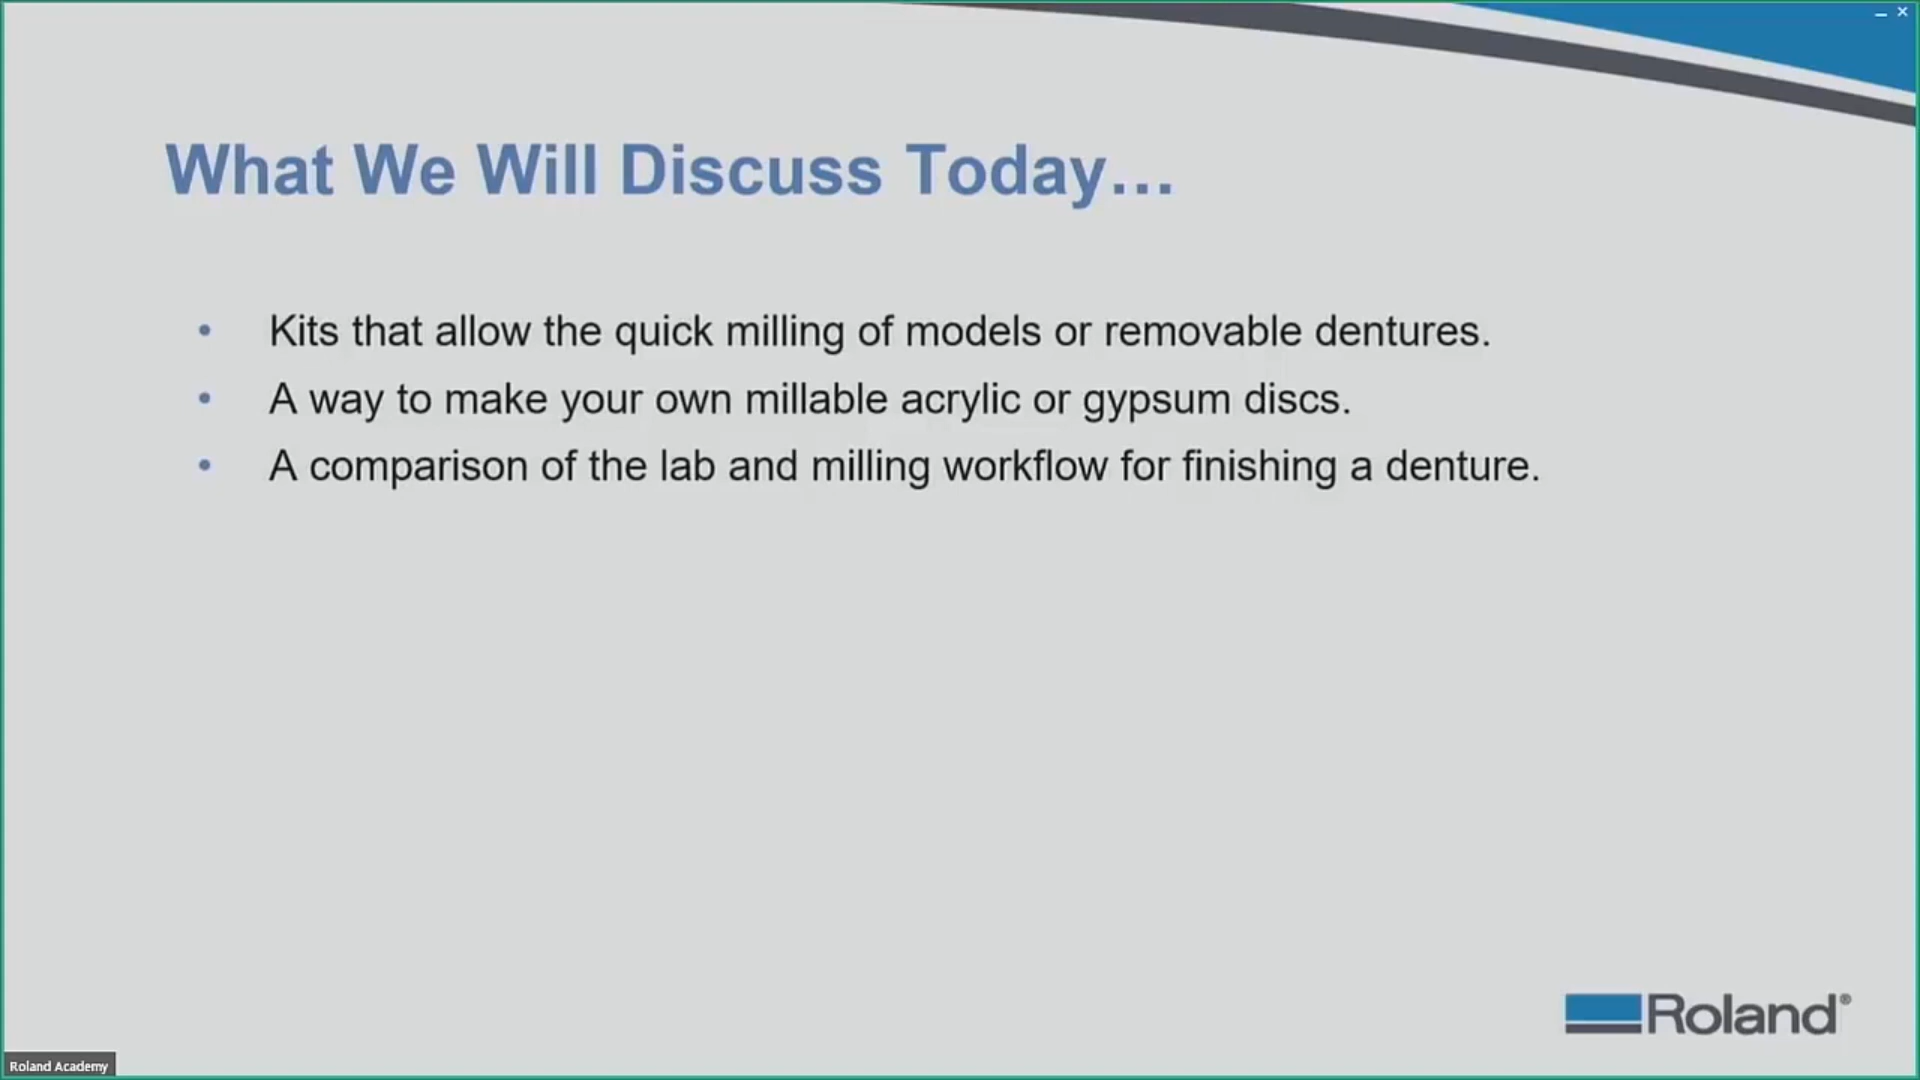 What We Will Discuss Today...
• Kits that allow the quick milling of models or removable dentures.
• A way to make your own millable acrylic or gypsum discs.
• A comparison of the lab and milling workflow for finishing a denture.
Roland®
Roland Academy